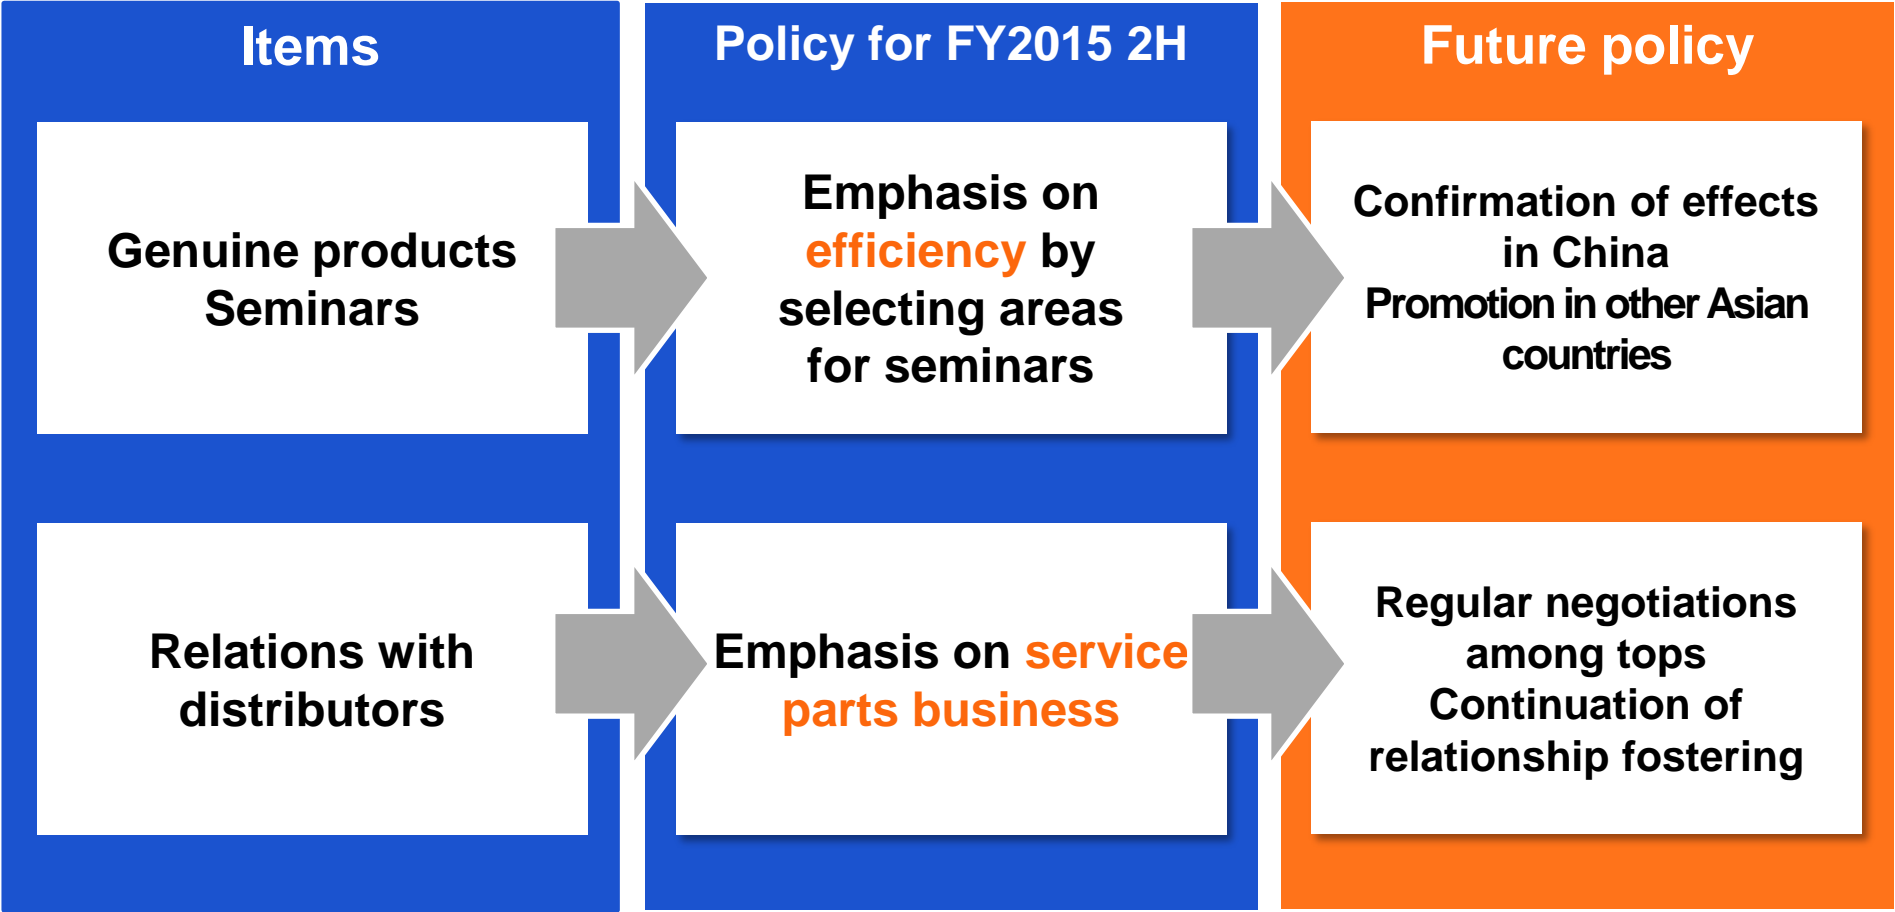 Items
Policy for FY2015 2H
Future policy
Genuine products
Seminars
Emphasis on
efficiency by
selecting areas
for seminars
Confirmation of effects
in China
Promotion in other Asian
countries
Relations with
distributors
Emphasis on service
parts business
Regular negotiations
among tops
Continuation of
relationship fostering